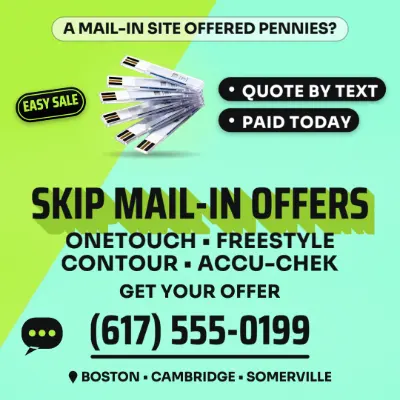 A MAIL-IN SITE OFFERED PENNIES?
EASY SALE
• QUOTE BY TEXT
• PAID TODAY
SKIP MAIL-IN OFFERS
ONETOUCH ▪ FREESTYLE
CONTOUR ▪ ACCU-CHEK
GET YOUR OFFER
(617) 555-0199
BOSTON ▪ CAMBRIDGE ▪ SOMERVILLE